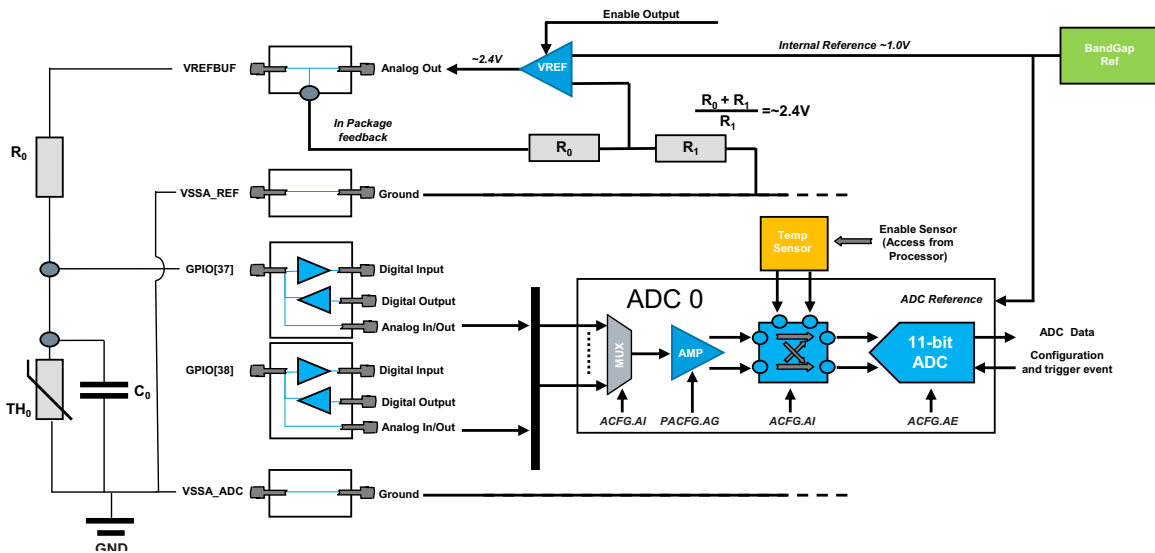 Enable Output
VREFBUF
Analog Out
~2.4V
VREF
Internal Reference ~1.0V
BandGap
Ref
In Package
feedback
R0 + R1
R1
=~2.4V
R0
R0
R1
VSSA_REF
Ground
Temp
Sensor
Enable Sensor
(Access from
Processor)
GPIO[37]
Digital Input
Digital Output
Analog In/Out
ADC 0
ADC Reference
MUX
AMP
11-bit
ADC
ADC Data
Configuration
and trigger event
GPIO[38]
Digital Input
Digital Output
Analog In/Out
TH0
C0
ACFG.AI
PACFG.AG
ACFG.AI
ACFG.AE
VSSA_ADC
Ground
GND